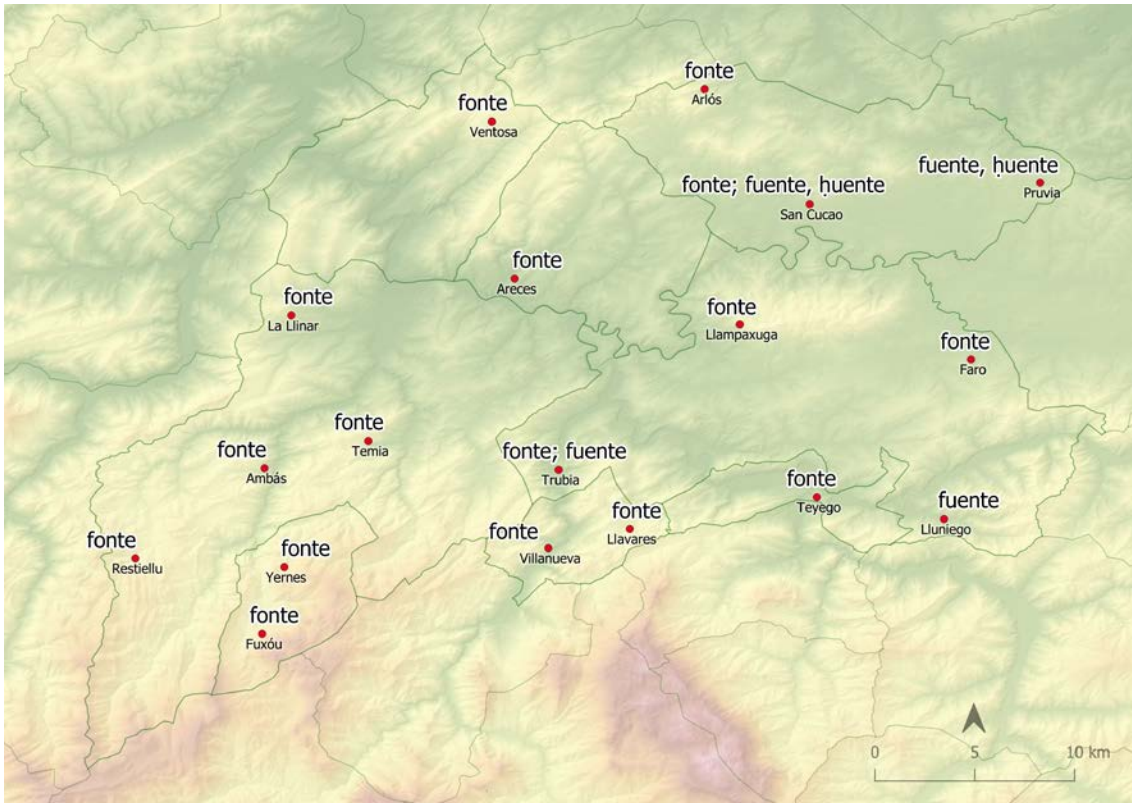 fonte
Arlós
fonte
Ventosa
fuente, ḥuente
Pruvia
fonte; fuente, ḥuente
San Cucao
fonte
Areces
fonte
La Llinar
fonte
Llampaxuga
fonte
Faro
fonte
Temia
fonte
Ambás
fonte; fuente
Trubia
fonte
Teyego
fuente
Lluniego
fonte
Llavares
fonte
Villanueva
fonte
Restiellu
fonte
Yernes
fonte
Fuxóu
0 5 10 km